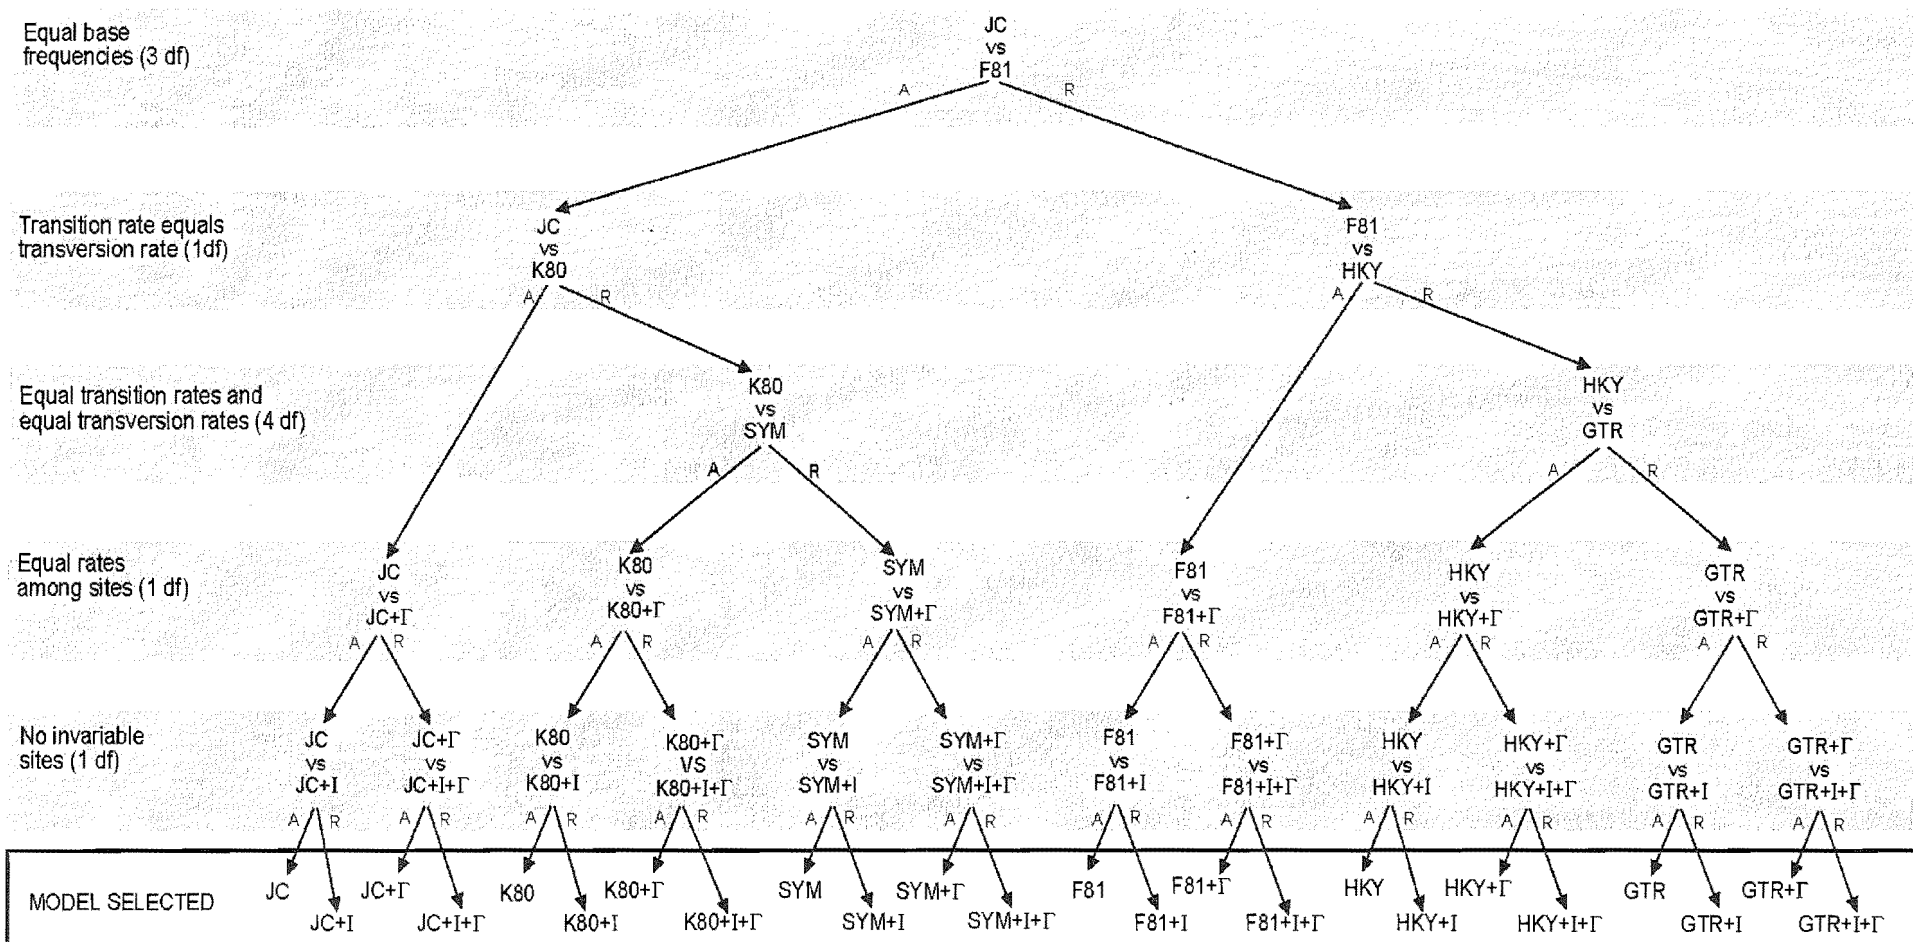 Equal base
frequencies (3 df)
JC
vs
F81
A R
Transition rate equals
transversion rate (1df)
JC
vs
K80
A R
F81
vs
HKY
A R
Equal transition rates and
equal transversion rates (4 df)
K80
vs
SYM
A R
HKY
vs
GTR
A R
Equal rates
among sites (1 df)
JC
vs
JC+Γ
A R
K80
vs
K80+Γ
A R
SYM
vs
SYM+Γ
A R
F81
vs
F81+Γ
A R
HKY
vs
HKY+Γ
A R
GTR
vs
GTR+Γ
A R
No invariable
sites (1 df)
JC
vs
JC+I
A R
JC+Γ
vs
JC+I+Γ
A R
K80
vs
K80+I
A R
K80+Γ
VS
K80+I+Γ
A R
SYM
vs
SYM+I
A R
SYM+Γ
vs
SYM+I+Γ
A R
F81
vs
F81+I
A R
F81+Γ
vs
F81+I+Γ
A R
HKY
vs
HKY+I
A R
HKY+Γ
vs
HKY+I+Γ
A R
GTR
vs
GTR+I
A R
GTR+Γ
vs
GTR+I+Γ
A R
MODEL SELECTED
JC JC+Γ K80 K80+Γ SYM SYM+Γ F81 F81+Γ HKY HKY+Γ GTR GTR+Γ
JC+I JC+I+Γ K80+I K80+I+Γ SYM+I SYM+I+Γ F81+I F81+I+Γ HKY+I HKY+I+Γ GTR+I GTR+I+Γ